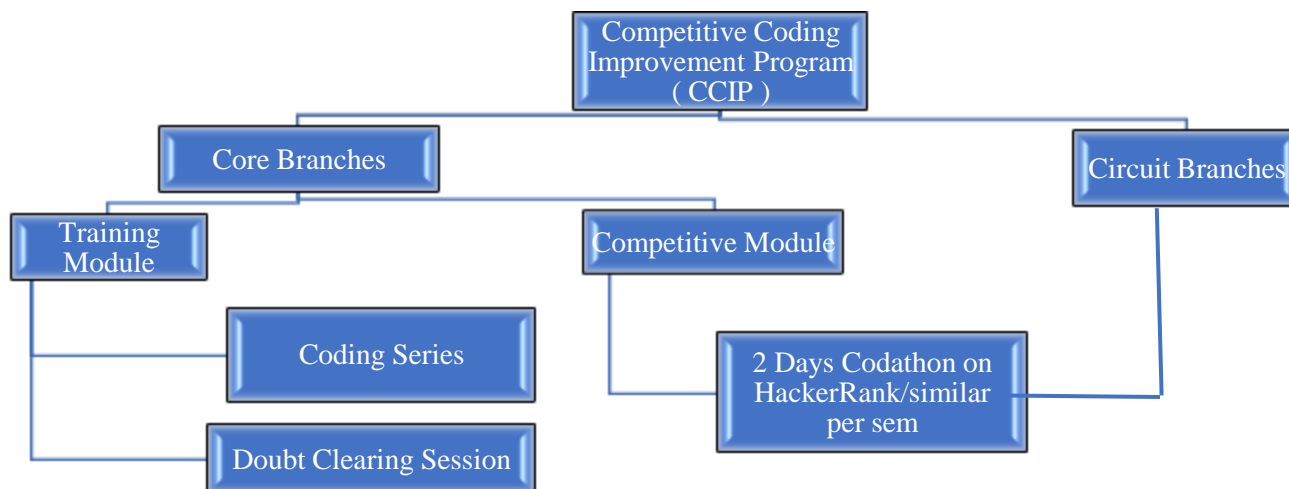 Competitive Coding
Improvement Program
( CCIP )
Core Branches
Circuit Branches
Training
Module
Competitive Module
Coding Series
2 Days Codathon on
HackerRank/similar
per sem
Doubt Clearing Session